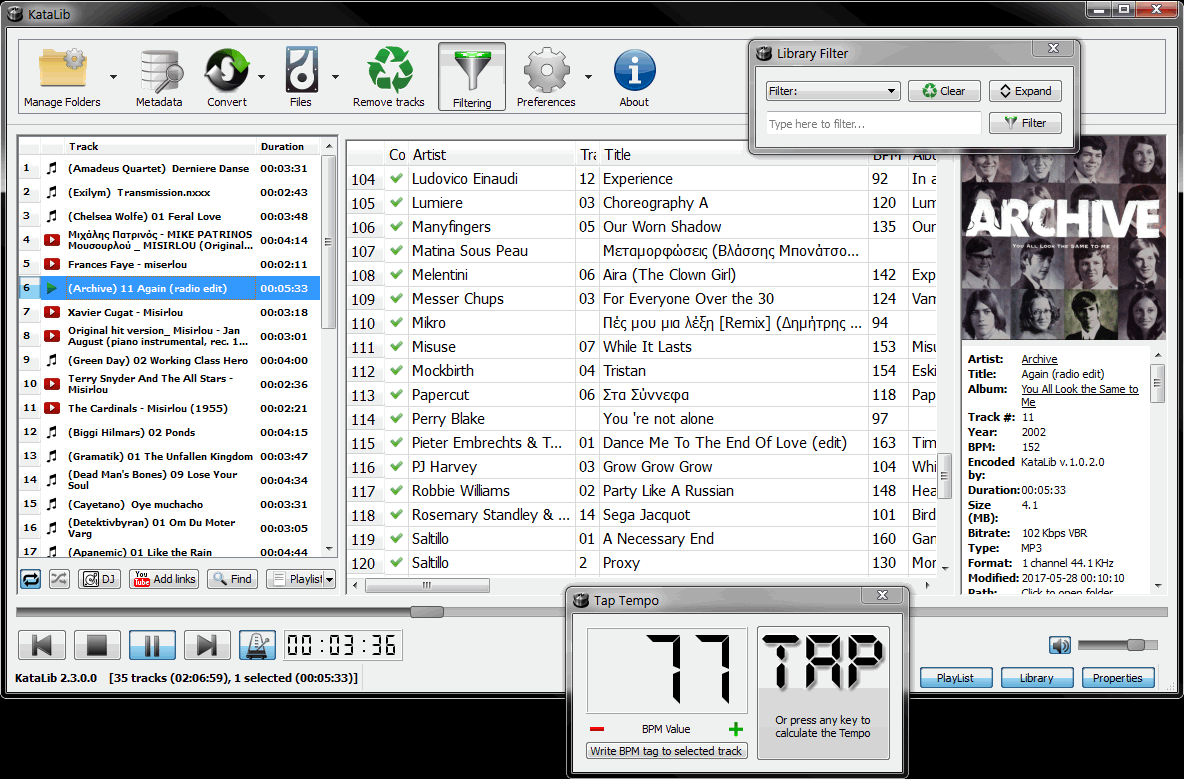 KataLib
Manage Folders
Metadata
Convert
Files
Remove tracks
Filtering
Preferences
About
Library Filter
Filter:
Clear
Expand
Type here to filter...
Filter
Track Duration
1 (Amadeus Quartet) Derniere Danse 00:03:31
2 (Exilym) Transmission.nxxx 00:02:43
3 (Chelsea Wolfe) 01 Feral Love 00:03:48
4 Μιχάλης Πατρινός - MIKE PATRINOS
Μουσουρλού _ MISIRLOU (Original... 00:04:14
5 Frances Faye - miserlou 00:02:11
6 (Archive) 11 Again (radio edit) 00:05:33
7 Xavier Cugat - Misirlou 00:03:18
8 Original hit version_ Misirlou - Jan
August (piano instrumental, rec. 1... 00:03:01
9 (Green Day) 02 Working Class Hero 00:04:00
10 Terry Snyder And The All Stars -
Misirlou 00:02:36
11 The Cardinals - Misirlou (1955) 00:02:21
12 (Biggi Hilmars) 02 Ponds 00:04:15
13 (Gramatik) 01 The Unfallen Kingdom 00:03:47
14 (Dead Man's Bones) 09 Lose Your
Soul 00:04:34
15 (Cayetano) Oye muchacho 00:03:31
16 (Detektivbyran) 01 Om Du Moter
Varg 00:03:05
17 (Apanemic) 01 Like the Rain 00:04:44
DJ
You Tube Add links
Find
Playlist
Co Artist Tra Title BPM Albu
104 Ludovico Einaudi 12 Experience 92 In a
105 Lumiere 03 Choreography A 120 Lum
106 Manyfingers 05 Our Worn Shadow 135 Our
107 Matina Sous Peau Μεταμορφώσεις (Βλάσσης Μπονάτσο...
108 Melentini 06 Aira (The Clown Girl) 142 Exp
109 Messer Chups 03 For Everyone Over the 30 124 Vam
110 Mikro Πές μου μια λέξη [Remix] (Δημήτρης ... 94
111 Misuse 07 While It Lasts 153 Misu
112 Mockbirth 04 Tristan 154 Eski
113 Papercut 06 Στα Σύννεφα 118 Pap
114 Perry Blake You 're not alone 97
115 Pieter Embrechts & T... 01 Dance Me To The End Of Love (edit) 163 Tim
116 PJ Harvey 03 Grow Grow Grow 104 Whi
117 Robbie Williams 02 Party Like A Russian 148 Hea
118 Rosemary Standley & ... 14 Sega Jacquot 101 Bird
119 Saltillo 01 A Necessary End 160 Gan
120 Saltillo 2 Proxy 130 Mor
ARCHIVE
YOU ALL LOOK THE SAME TO ME
Artist: Archive
Title: Again (radio edit)
Album: You All Look the Same to
Me
Track #: 11
Year: 2002
BPM: 152
Encoded KataLib v.1.0.2.0
by:
Duration: 00:05:33
Size 4.1
(MB):
Bitrate: 102 Kbps VBR
Type: MP3
Format: 1 channel 44.1 KHz
Modified: 2017-05-28 00:10:10
Path: Click to open folder
00:03:36
KataLib 2.3.0.0 [35 tracks (02:06:59), 1 selected (00:05:33)]
Tap Tempo
77
BPM Value
Write BPM tag to selected track
TAP
Or press any key to
calculate the Tempo
PlayList
Library
Properties